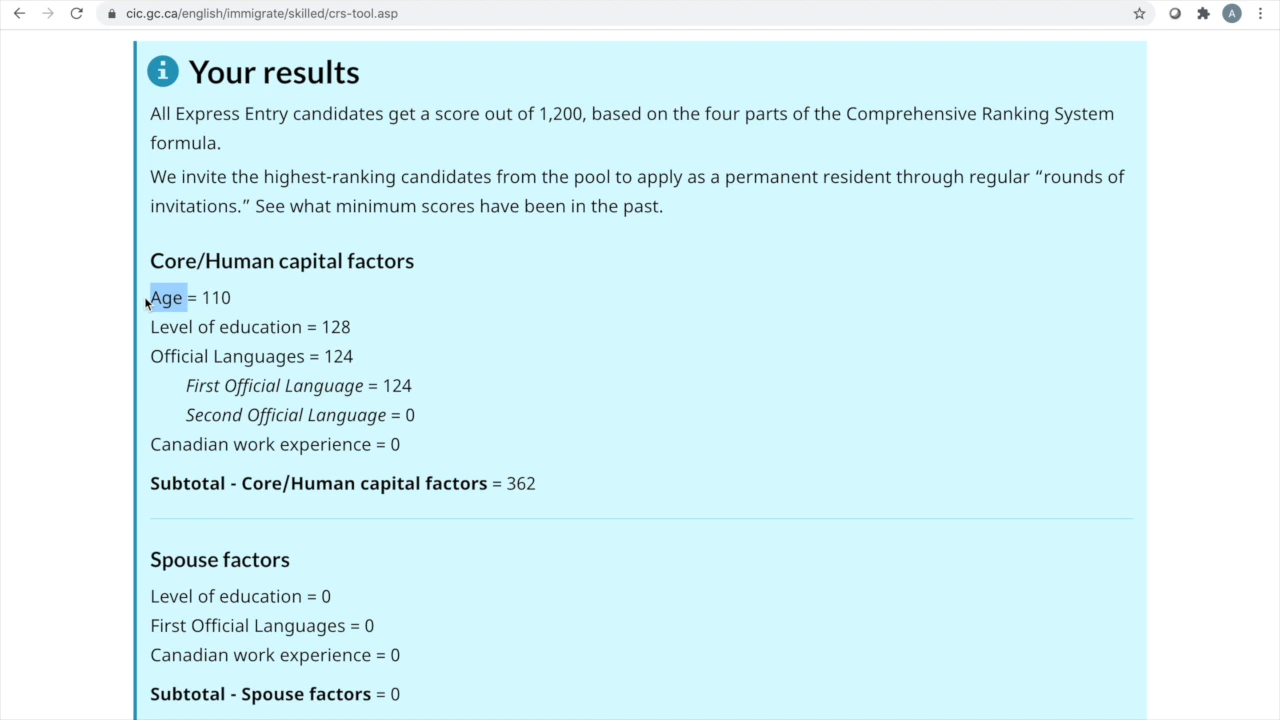 cic.gc.ca/english/immigrate/skilled/crs-tool.asp
A
Your results
All Express Entry candidates get a score out of 1,200, based on the four parts of the Comprehensive Ranking System
formula.
We invite the highest-ranking candidates from the pool to apply as a permanent resident through regular “rounds of
invitations.” See what minimum scores have been in the past.
Core/Human capital factors
Age = 110
Level of education = 128
Official Languages = 124
First Official Language = 124
Second Official Language = 0
Canadian work experience = 0
Subtotal - Core/Human capital factors = 362
Spouse factors
Level of education = 0
First Official Languages = 0
Canadian work experience = 0
Subtotal - Spouse factors = 0